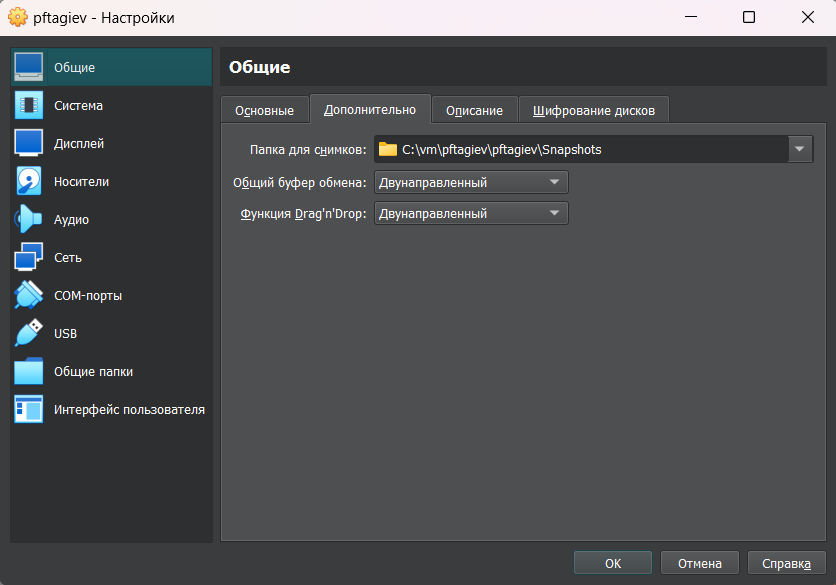 pftagiev - Настройки
Общие
Система
Дисплей
Носители
Аудио
Сеть
COM-порты
USB
Общие папки
Интерфейс пользователя
Общие
Основные Дополнительно Описание Шифрование дисков
Папка для снимков: C:\vm\pftagiev\pftagiev\Snapshots
Общий буфер обмена: Двунаправленный
Функция Drag'n'Drop: Двунаправленный
OK Отмена Справка